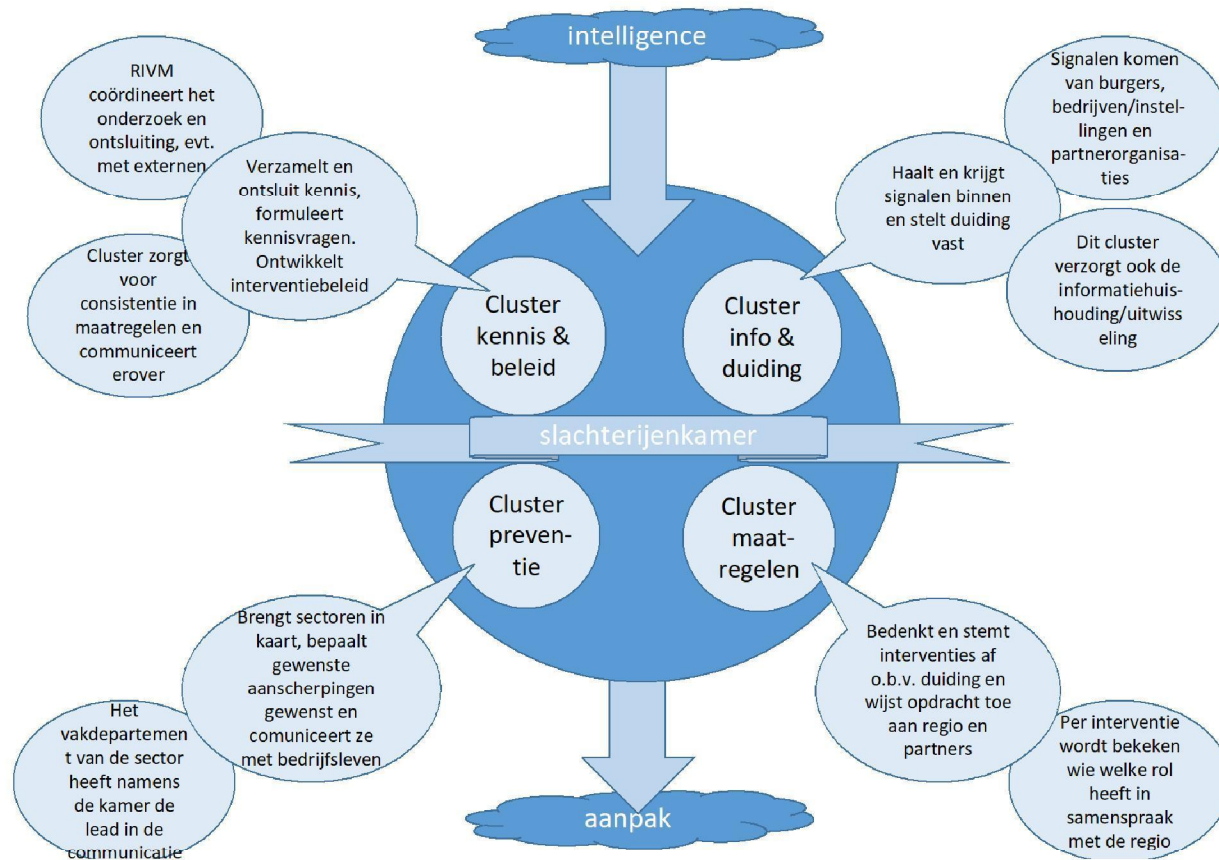 intelligence
RIVM
coördineert het
onderzoek en
ontsluiting, evt.
met externen
Verzamelt en
ontsluit kennis,
formuleert
kennisvragen.
Ontwikkelt
interventiebeleid
Cluster zorgt
voor
consistentie in
maatregelen en
communiceert
erover
Signalen komen
van burgers,
bedrijven/instel-
lingen en
partnerorganisa-
ties
Haalt en krijgt
signalen binnen
en stelt duiding
vast
Dit cluster
verzorgt ook de
informatiehuis-
houding/uitwiss
eling
Cluster
kennis &
beleid
Cluster
info &
duiding
slachterijenkamer
Cluster
preven-
tie
Cluster
maat-
regelen
Brengt sectoren in
kaart, bepaalt
gewenste
aanscherpingen
gewenst en
comuniceert ze
met bedrijfsleven
Het
vakdepartemen
t van de sector
heeft namens
de kamer de
lead in de
communicatie
Bedenkt en stemt
interventies af
o.b.v. duiding en
wijst opdracht toe
aan regio en
partners
Per interventie
wordt bekeken
wie welke rol
heeft in
samenspraak
met de regio
aanpak